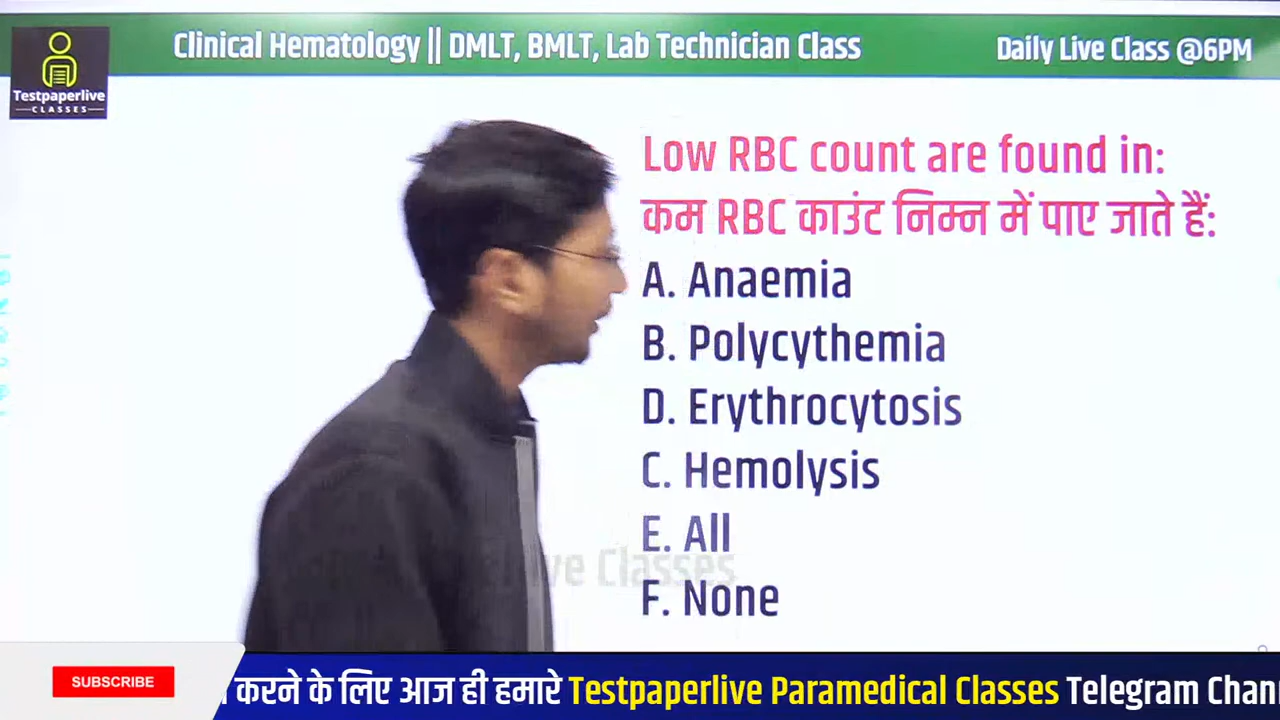 Clinical Hematology || DMLT, BMLT, Lab Technician Class
Daily Live Class @6PM
Testpaperlive
CLASSES
Low RBC count are found in:
कम RBC काउंट निम्न में पाए जाते हैं:
A. Anaemia
B. Polycythemia
D. Erythrocytosis
C. Hemolysis
E. All
F. None
Classes
SUBSCRIBE
करने के लिए आज ही हमारे Testpaperlive Paramedical Classes Telegram